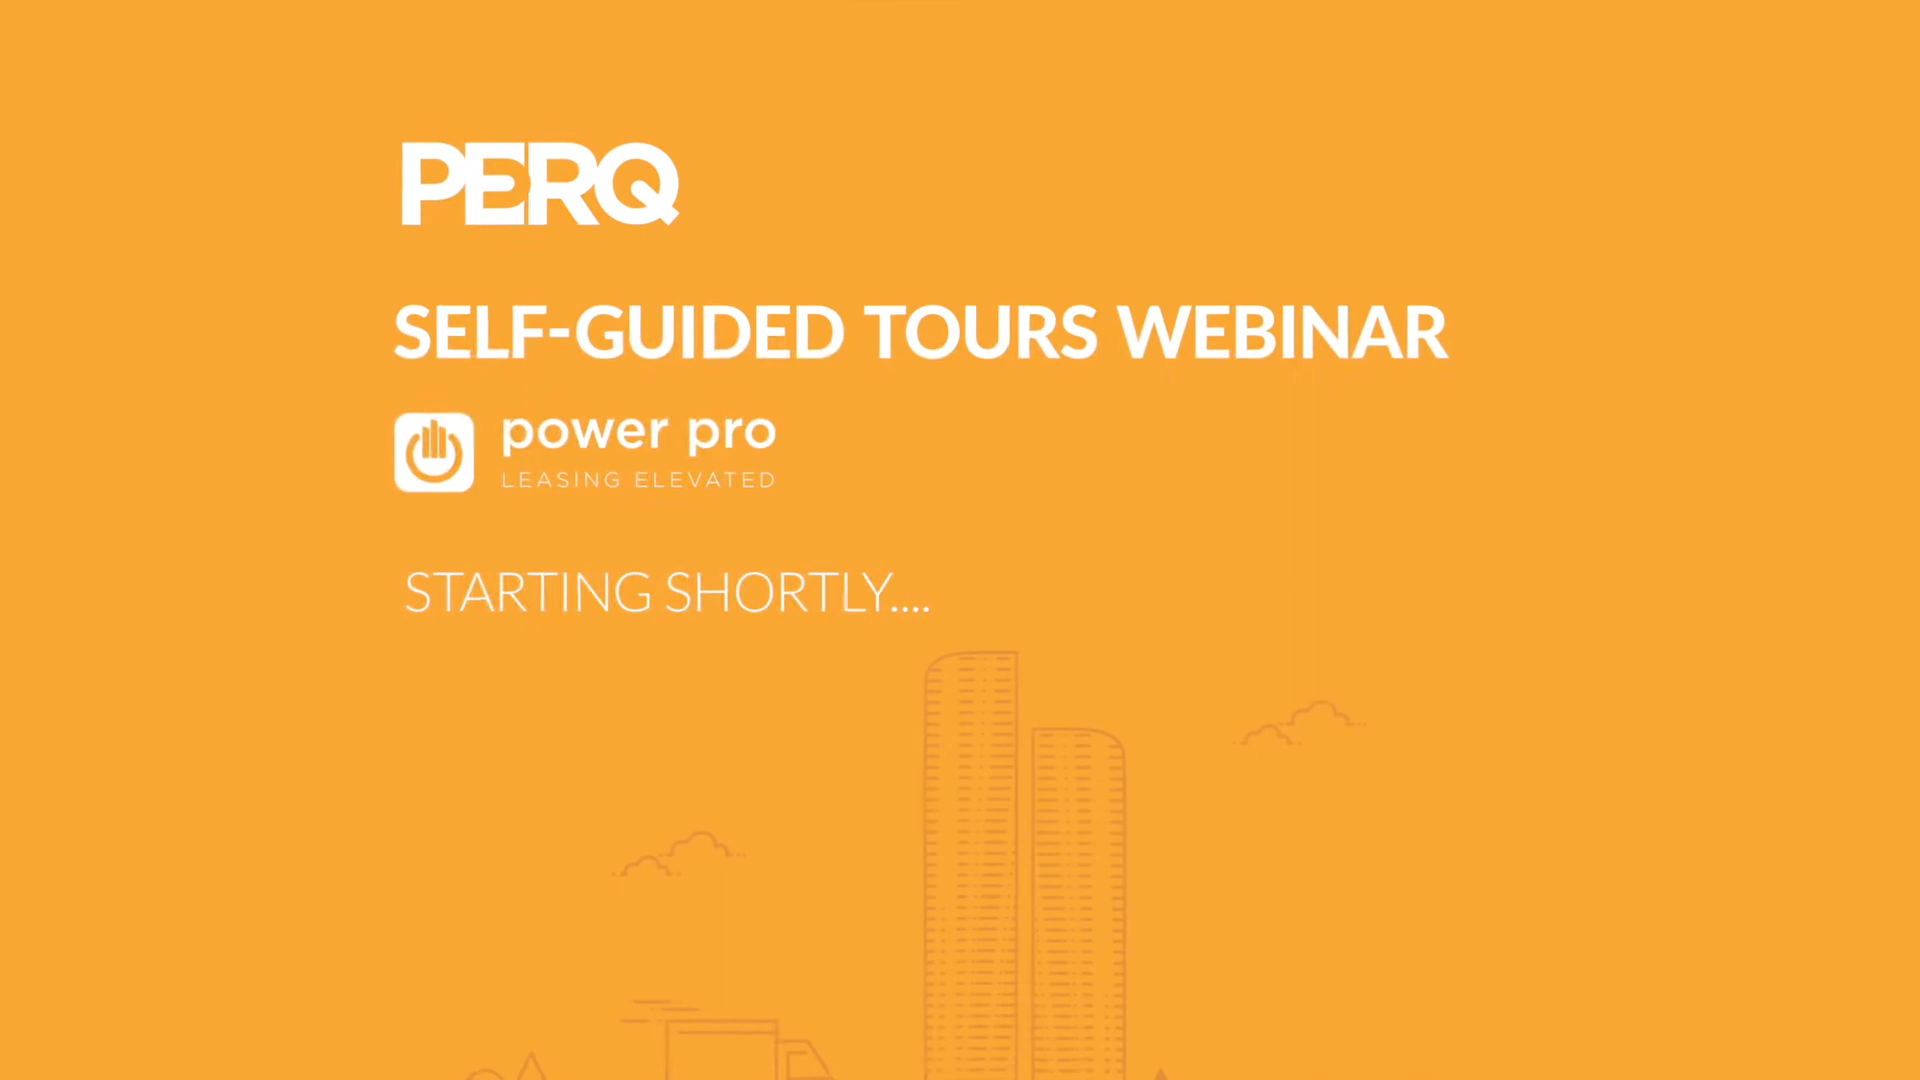 PERQ
SELF-GUIDED TOURS WEBINAR
power pro
LEASING ELEVATED
STARTING SHORTLY....